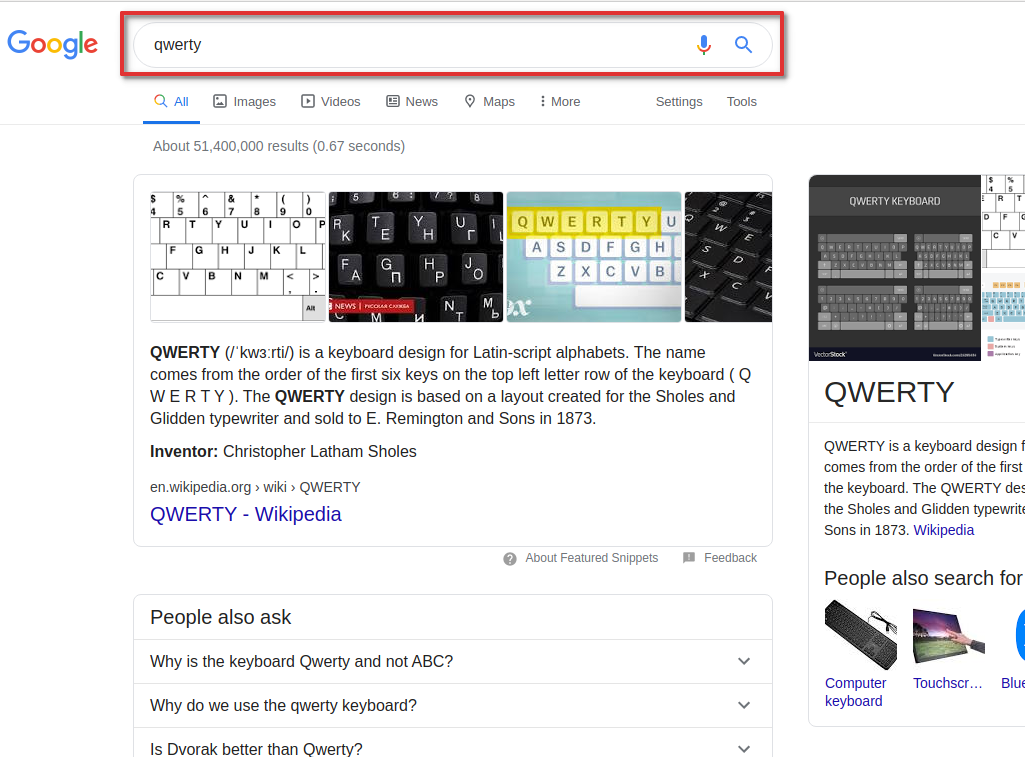 Google
qwerty
All Images Videos News Maps More Settings Tools
About 51,400,000 results (0.67 seconds)
$ % ^ & * ( )
4 5 6 7 8 9 0
R T Y U I O P
F G H J K L
C V B N M < >
, .
Alt
NEWS | РУССКАЯ СЛУЖБА
Q W E R T Y U
A S D F G H
Z X C V B
QWERTY (/ˈkwɜːrti/) is a keyboard design for Latin-script alphabets. The name
comes from the order of the first six keys on the top left letter row of the keyboard ( Q
W E R T Y ). The QWERTY design is based on a layout created for the Sholes and
Glidden typewriter and sold to E. Remington and Sons in 1873.
Inventor: Christopher Latham Sholes
en.wikipedia.org › wiki › QWERTY
QWERTY - Wikipedia
About Featured Snippets Feedback
People also ask
Why is the keyboard Qwerty and not ABC?
Why do we use the qwerty keyboard?
Is Dvorak better than Qwerty?
QWERTY KEYBOARD
VectorStock
QWERTY
QWERTY is a keyboard design f
comes from the order of the first
the keyboard. The QWERTY des
the Sholes and Glidden typewrite
Sons in 1873. Wikipedia
People also search for
Computer
keyboard
Touchscr…
Blue